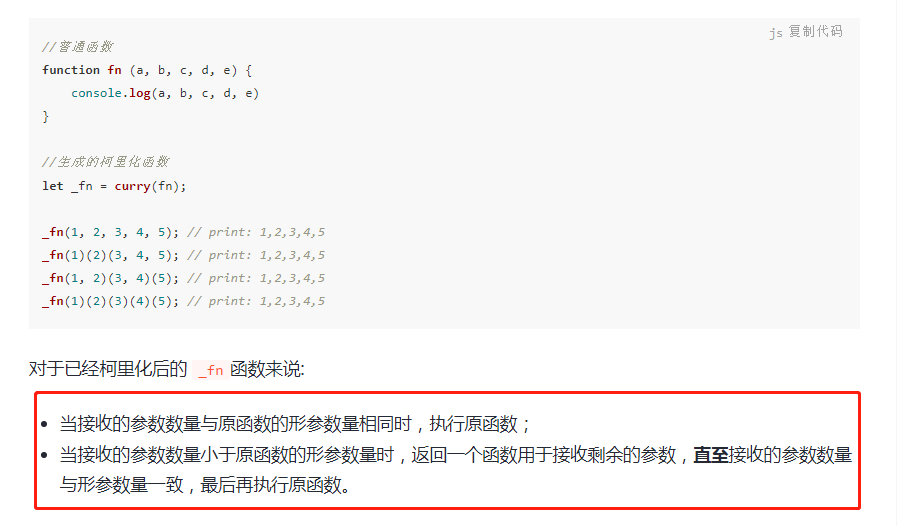 js 复制代码
//普通函数
function fn (a, b, c, d, e) {
    console.log(a, b, c, d, e)
}
//生成的柯里化函数
let _fn = curry(fn);
_fn(1, 2, 3, 4, 5); // print: 1,2,3,4,5
_fn(1)(2)(3, 4, 5); // print: 1,2,3,4,5
_fn(1, 2)(3, 4)(5); // print: 1,2,3,4,5
_fn(1)(2)(3)(4)(5); // print: 1,2,3,4,5
对于已经柯里化后的 _fn 函数来说:
• 当接收的参数数量与原函数的形参数量相同时，执行原函数；
• 当接收的参数数量小于原函数的形参数量时，返回一个函数用于接收剩余的参数，直至接收的参数数量
与形参数量一致，最后再执行原函数。